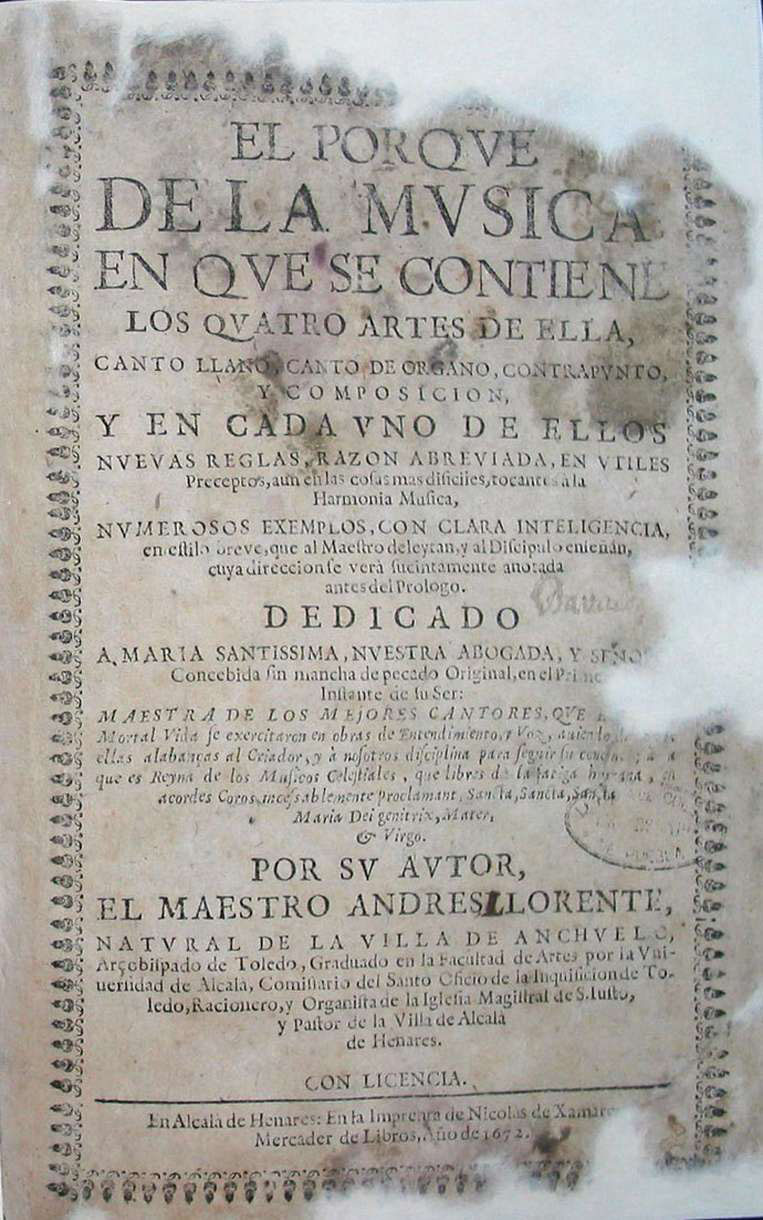 EL PORQVE
DE LA MVSICA
EN QVE SE CONTIENE
LOS QVATRO ARTES DE ELLA,
CANTO LLANO, CANTO DE ORGANO, CONTRAPVNTO,
Y COMPOSICION,
Y EN CADA VNO DE ELLOS
NVEVAS REGLAS, RAZON ABREVIADA, EN VTILES
Preceptos, aun en las coſas mas dificiles, tocantes à la
Harmonia Muſica,
NVMEROSOS EXEMPLOS, CON CLARA INTELIGENCIA,
en eſtilo breve, que al Maeſtro deleytan, y al Diſcipulo enſeñan,
cuya direccion ſe verà ſucintamente anotada
antes del Prologo.
DEDICADO
A MARIA SANTISSIMA, NVESTRA ABOGADA, Y
Concebida ſin mancha de pecado Original, en el
Inſtante de ſu Ser:
MAESTRA DE LOS MEJORES CANTORES, QVE
Mortal Vida ſe exercitaron en obras de Entendimiento, y Voz,
ellas alabanças al Criador, y à noſotros diſciplina para ſeguir ſu
que es Reyna de los Muſicos Celeſtiales, que libres de la fatiga
acordes Coros inceſſablemente proclamant, Sancta, Sancta, Sancta
Maria Dei genitrix, Mater,
& Virgo.
POR SV AVTOR,
EL MAESTRO ANDRES LLORENTE,
NATVRAL DE LA VILLA DE ANCHVELO,
Arçobiſpado de Toledo, Graduado en la Facultad de Artes por la Vni-
uerſidad de Alcalà, Comiſſario del Santo Oficio de la Inquiſicion de To-
ledo, Racionero, y Organiſta de la Igleſia Magiſtral de S. Iuſto,
y Paſtor de la Villa de Alcalà
de Henares.
CON LICENCIA.
En Alcalà de Henares: En la Imprenta de Nicolas de
Mercader de Libros, Año de 1672.